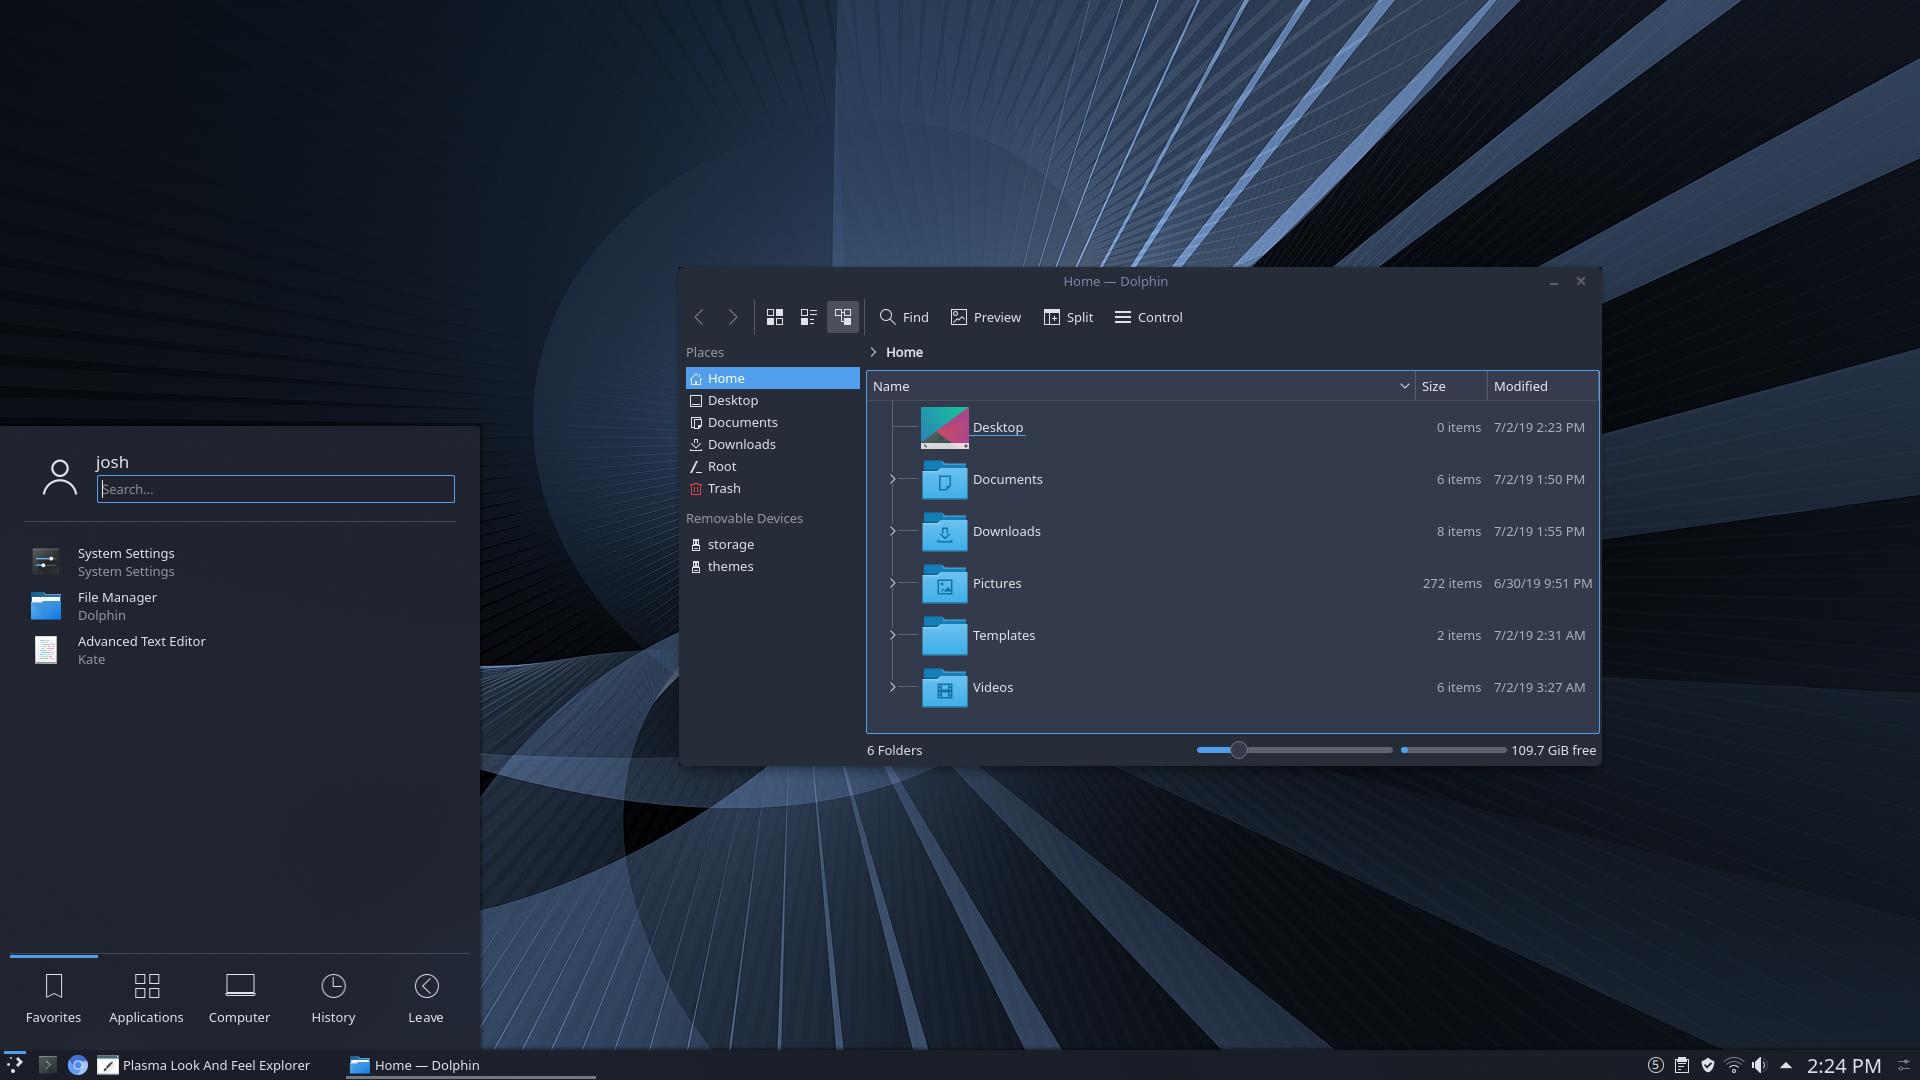 Home — Dolphin
Find
Preview
Split
Control
Places
Home
Home
Desktop
Documents
Downloads
Root
Trash
Removable Devices
storage
themes
Name Size Modified
Desktop 0 items 7/2/19 2:23 PM
Documents 6 items 7/2/19 1:50 PM
Downloads 8 items 7/2/19 1:55 PM
Pictures 272 items 6/30/19 9:51 PM
Templates 2 items 7/2/19 2:31 AM
Videos 6 items 7/2/19 3:27 AM
6 Folders
109.7 GiB free
josh
Search...
System Settings
System Settings
File Manager
Dolphin
Advanced Text Editor
Kate
Favorites
Applications
Computer
History
Leave
Plasma Look And Feel Explorer
Home — Dolphin
5
2:24 PM